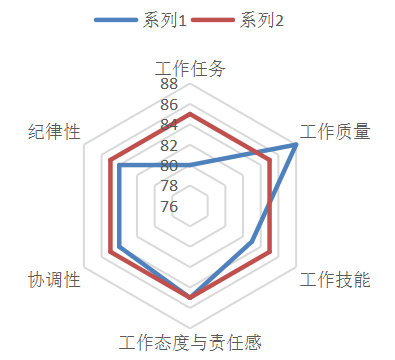 系列1 系列2
工作任务
88
86
84
82
80
78
76
纪律性
工作质量
协调性
工作技能
工作态度与责任感